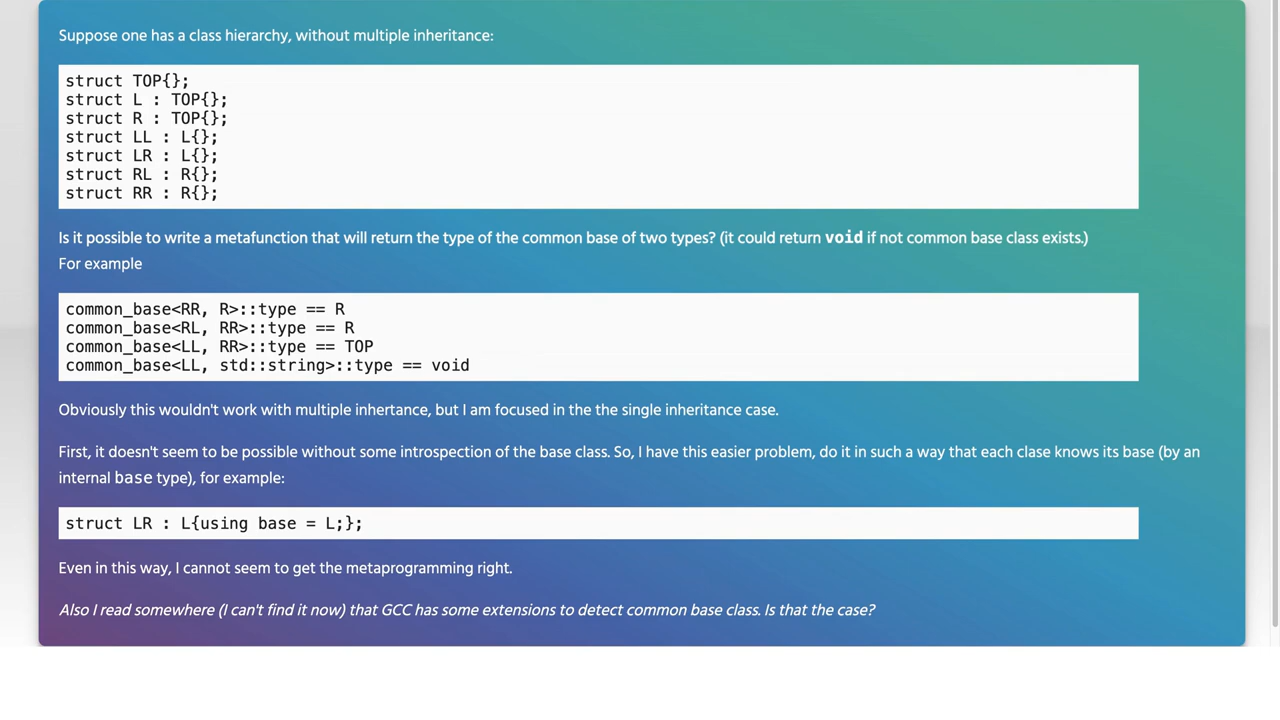 Suppose one has a class hierarchy, without multiple inheritance:
struct TOP{};
struct L : TOP{};
struct R : TOP{};
struct LL : L{};
struct LR : L{};
struct RL : R{};
struct RR : R{};
Is it possible to write a metafunction that will return the type of the common base of two types? (it could return void if not common base class exists.)
For example
common_base<RR, R>::type == R
common_base<RL, RR>::type == R
common_base<LL, RR>::type == TOP
common_base<LL, std::string>::type == void
Obviously this wouldn't work with multiple inhertance, but I am focused in the the single inheritance case.
First, it doesn't seem to be possible without some introspection of the base class. So, I have this easier problem, do it in such a way that each clase knows its base (by an
internal base type), for example:
struct LR : L{using base = L;};
Even in this way, I cannot seem to get the metaprogramming right.
Also I read somewhere (I can't find it now) that GCC has some extensions to detect common base class. Is that the case?